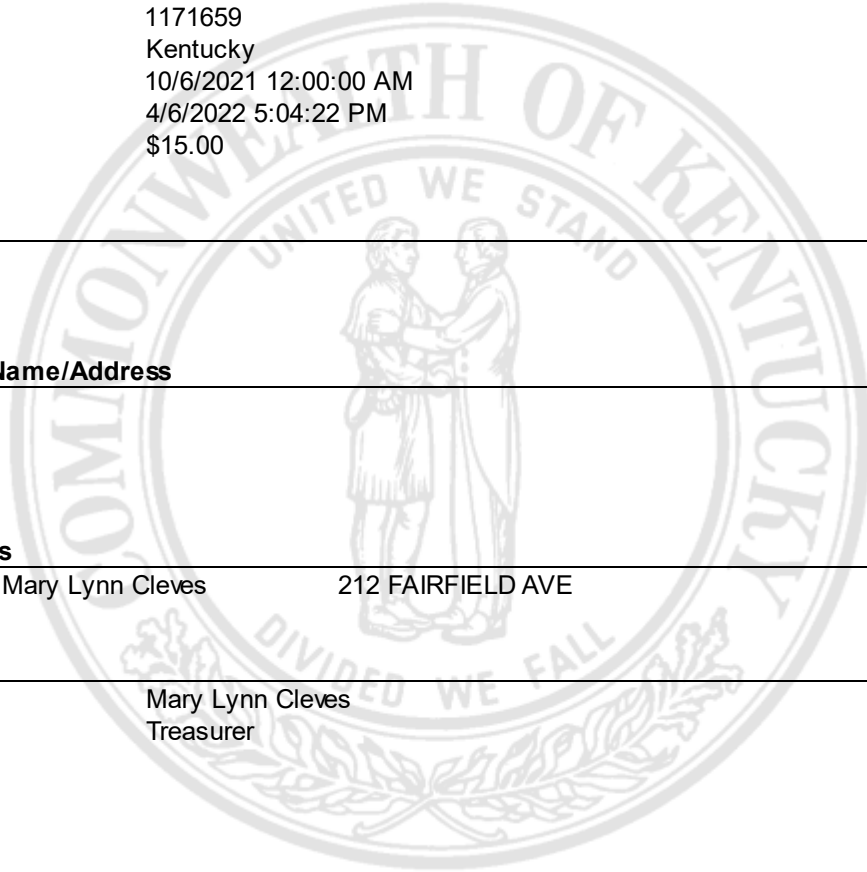 1171659
Kentucky
10/6/2021 12:00:00 AM
4/6/2022 5:04:22 PM
$15.00
COMMONWEALTH OF KENTUCKY
UNITED WE STAND
Name/Address
s
Mary Lynn Cleves 212 FAIRFIELD AVE
DIVIDED WE FALL
Mary Lynn Cleves
Treasurer